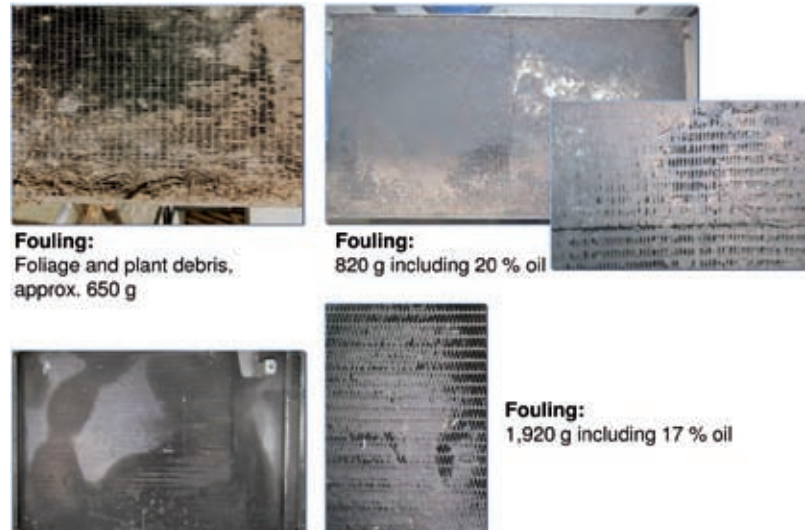 Fouling:
Foliage and plant debris,
approx. 650 g
Fouling:
820 g including 20 % oil
Fouling:
1,920 g including 17 % oil